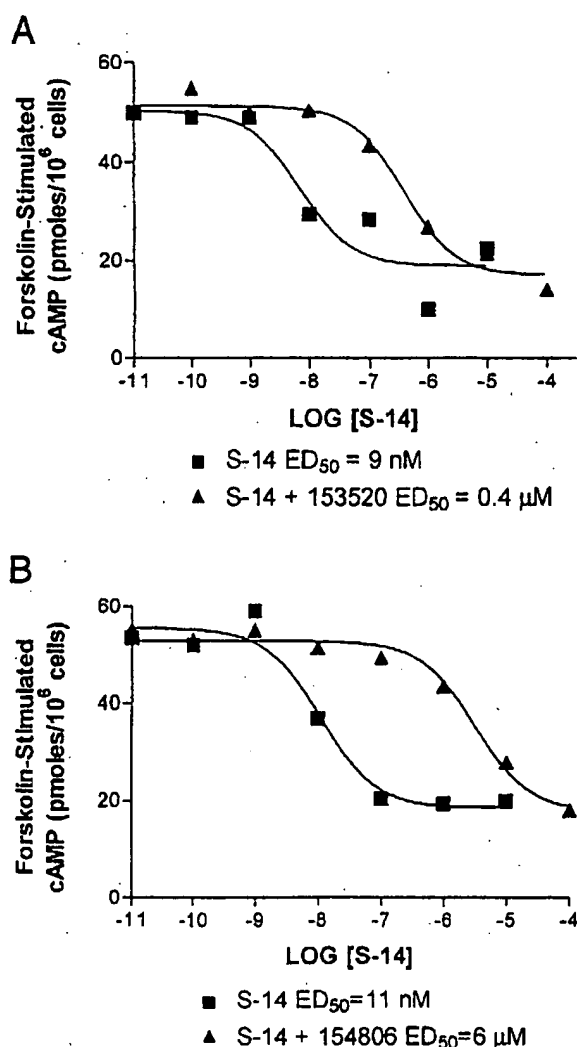 A
60
40
20
0
Forskolin-Stimulated
cAMP (pmoles/10⁶ cells)
-11 -10 -9 -8 -7 -6 -5 -4
LOG [S-14]
■ S-14 ED₅₀ = 9 nM
▲ S-14 + 153520 ED₅₀ = 0.4 µM
B
60
40
20
0
Forskolin-Stimulated
cAMP (pmoles/10⁶ cells)
-11 -10 -9 -8 -7 -6 -5 -4
LOG [S-14]
■ S-14 ED₅₀=11 nM
▲ S-14 + 154806 ED₅₀=6 µM